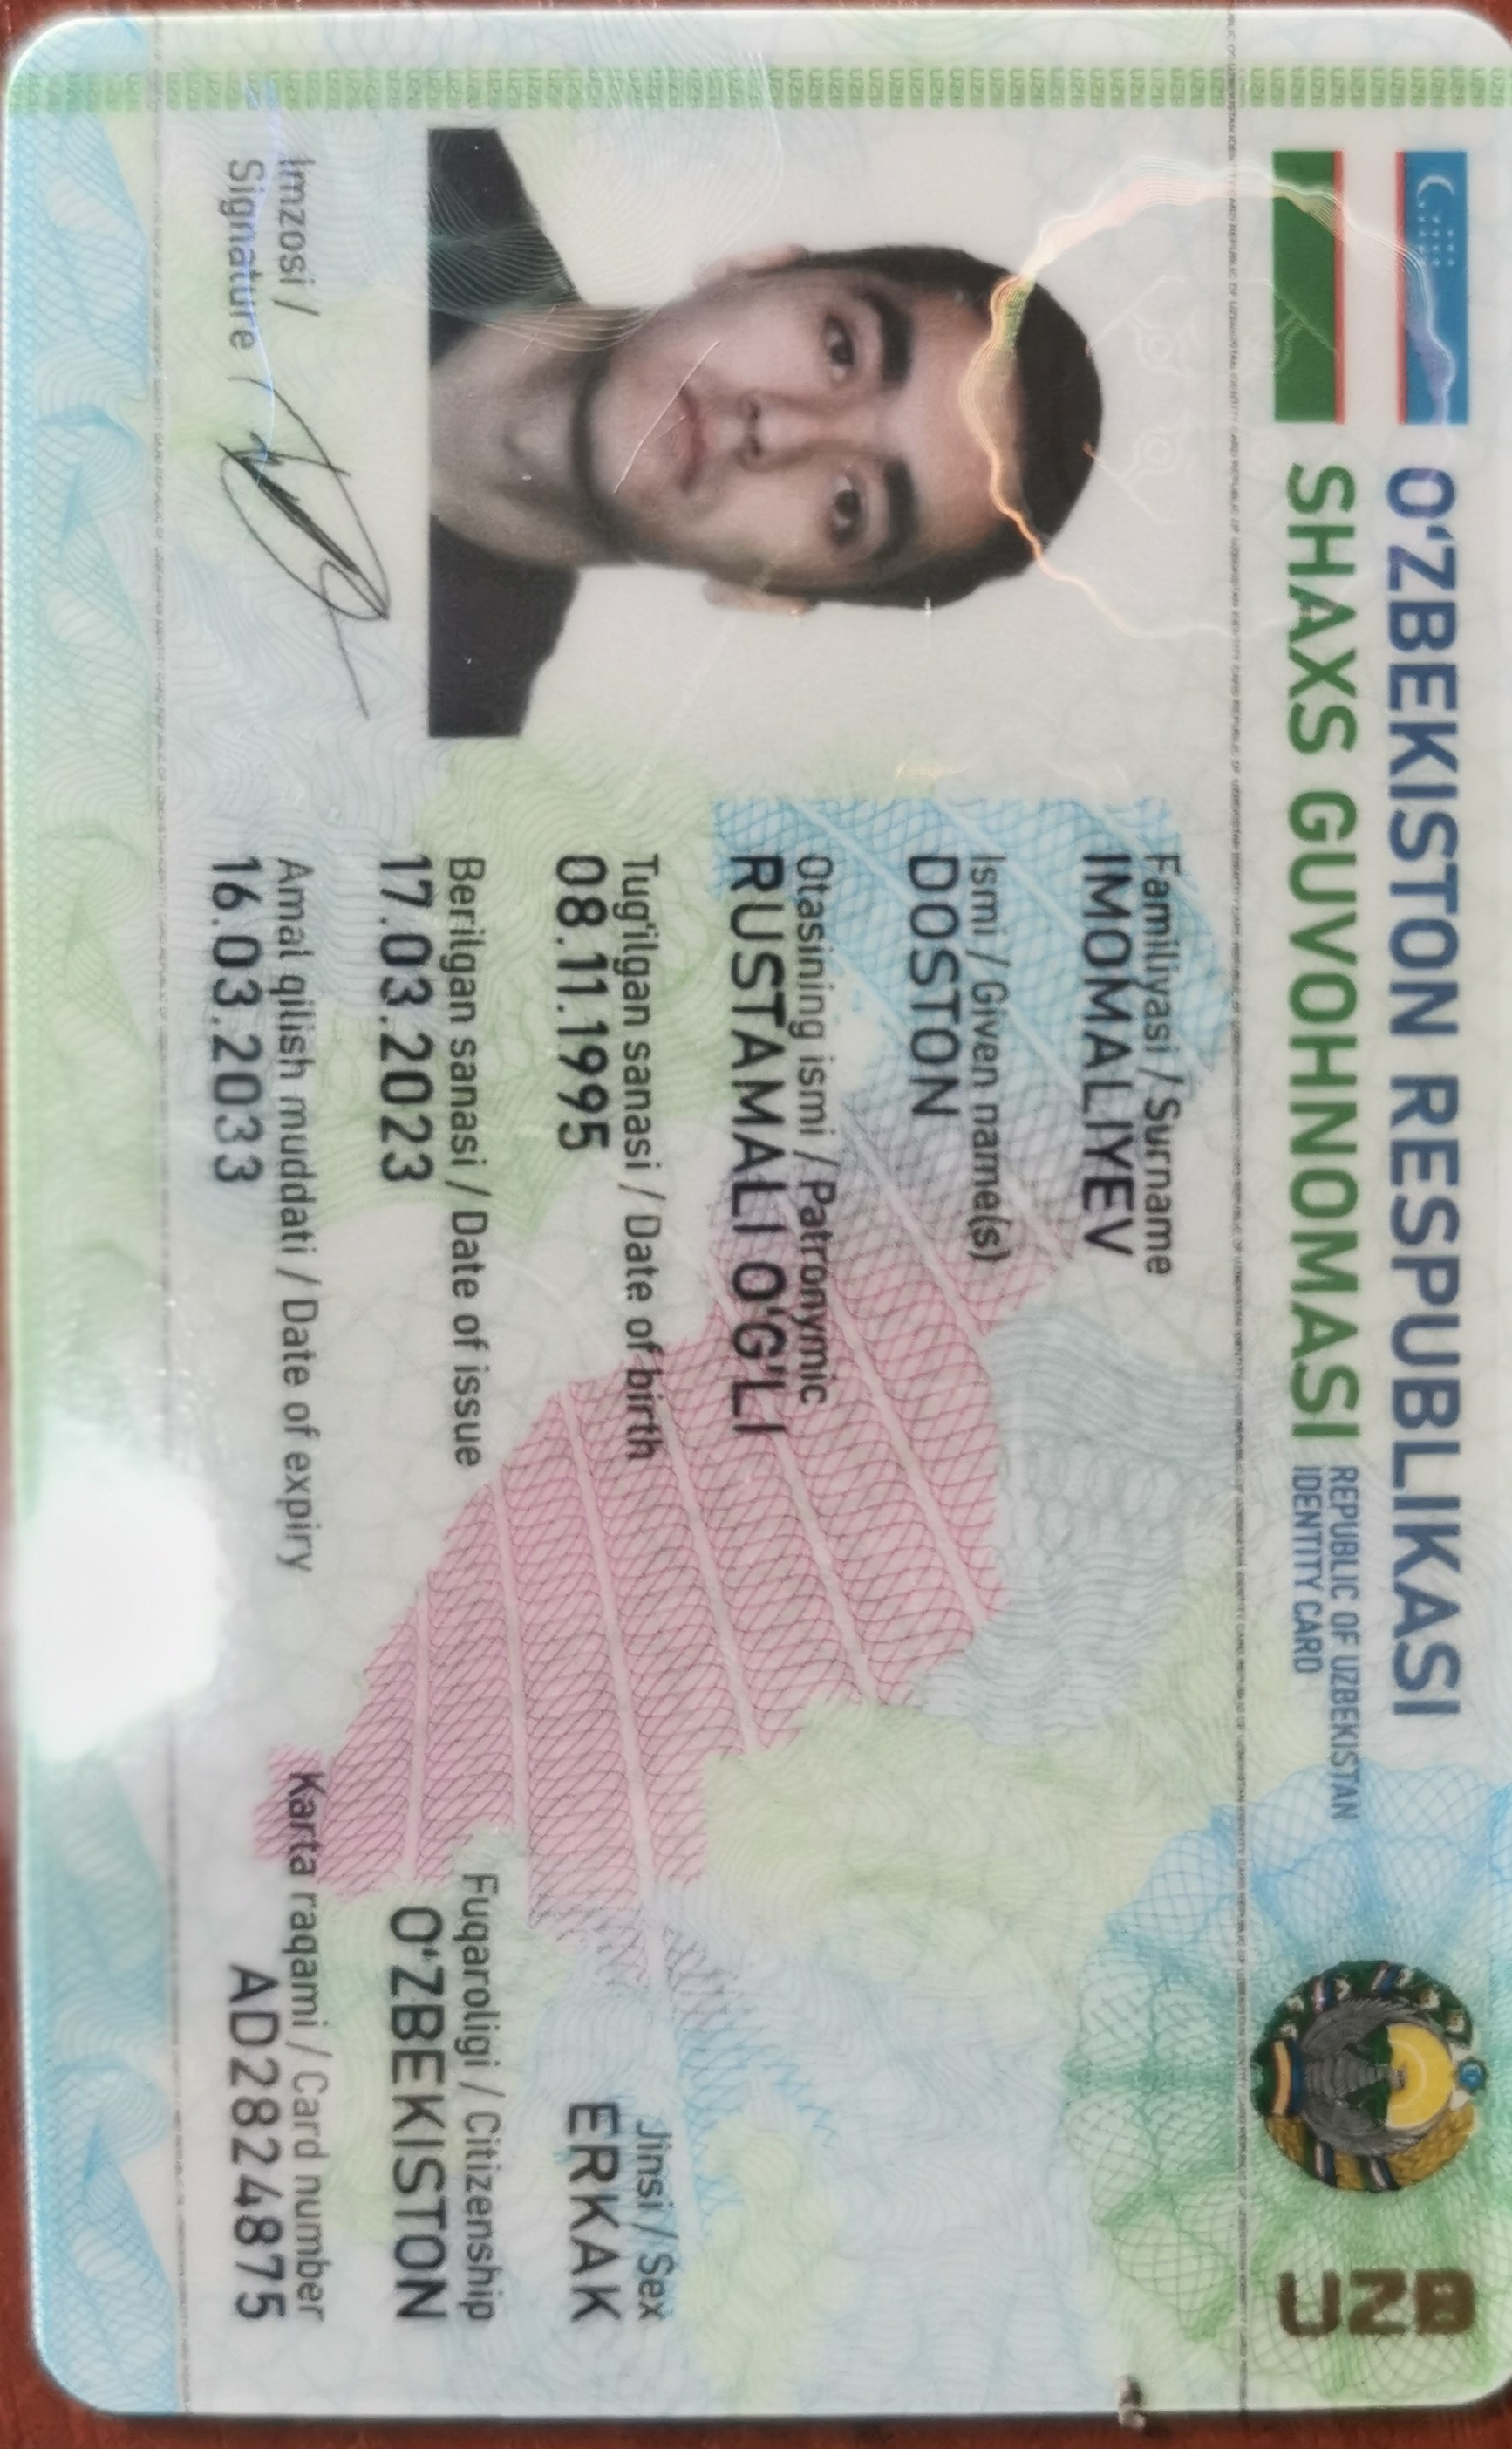 O‘ZBEKISTON RESPUBLIKASI
SHAXS GUVOHNOMASI
REPUBLIC OF UZBEKISTAN
IDENTITY CARD
UZB
Familiyasi / Surname
IMOMALIYEV
Ismi / Given name(s)
DOSTON
Otasining ismi / Patronymic
RUSTAMALI O‘G‘LI
Tug‘ilgan sanasi / Date of birth
08.11.1995
Jinsi / Sex
ERKAK
Berilgan sanasi / Date of issue
17.03.2023
Fuqaroligi / Citizenship
O‘ZBEKISTON
Amal qilish muddati / Date of expiry
16.03.2033
Karta raqami / Card number
AD2824875
Imzosi /
Signature /